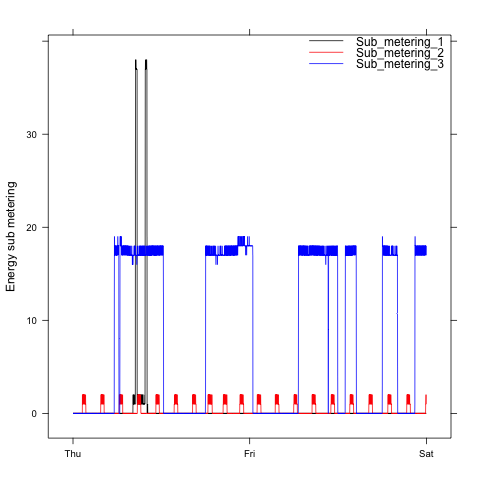 Sub_metering_1
Sub_metering_2
Sub_metering_3
Energy sub metering
30
20
10
0
Thu
Fri
Sat